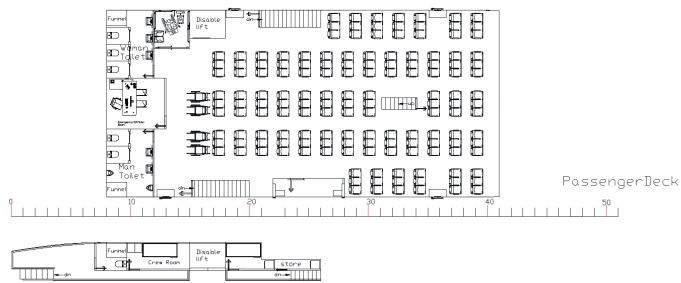 Funnel
Disable
lift
dn
Woman
Toilet
up
Man
Toilet
dn
Funnel
PassengerDeck
0 10 20 30 40 50
Funnel
Disable
lift
Crew Room
store
dn
dn